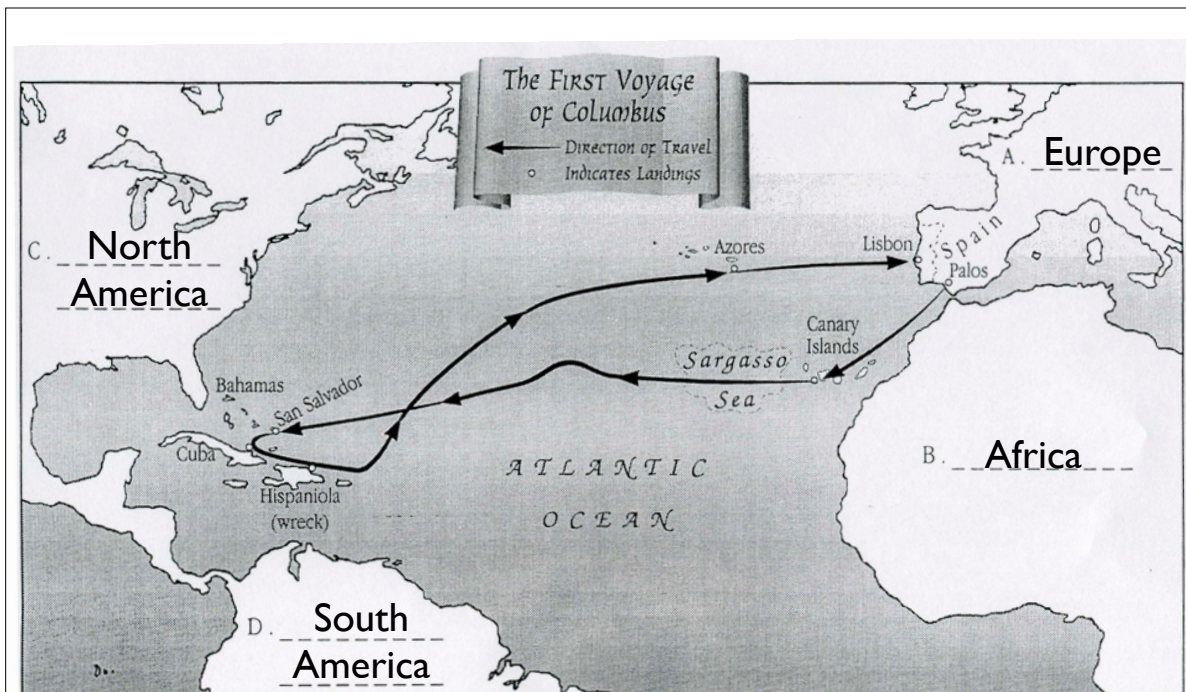 The First Voyage
of Columbus
Direction of Travel
Indicates Landings
A. Europe
C. North
America
Azores
Lisbon
Spain
Palos
Canary
Islands
Sargasso
Sea
Bahamas
San Salvador
Cuba
Hispaniola
(wreck)
ATLANTIC
OCEAN
B. Africa
D. South
America